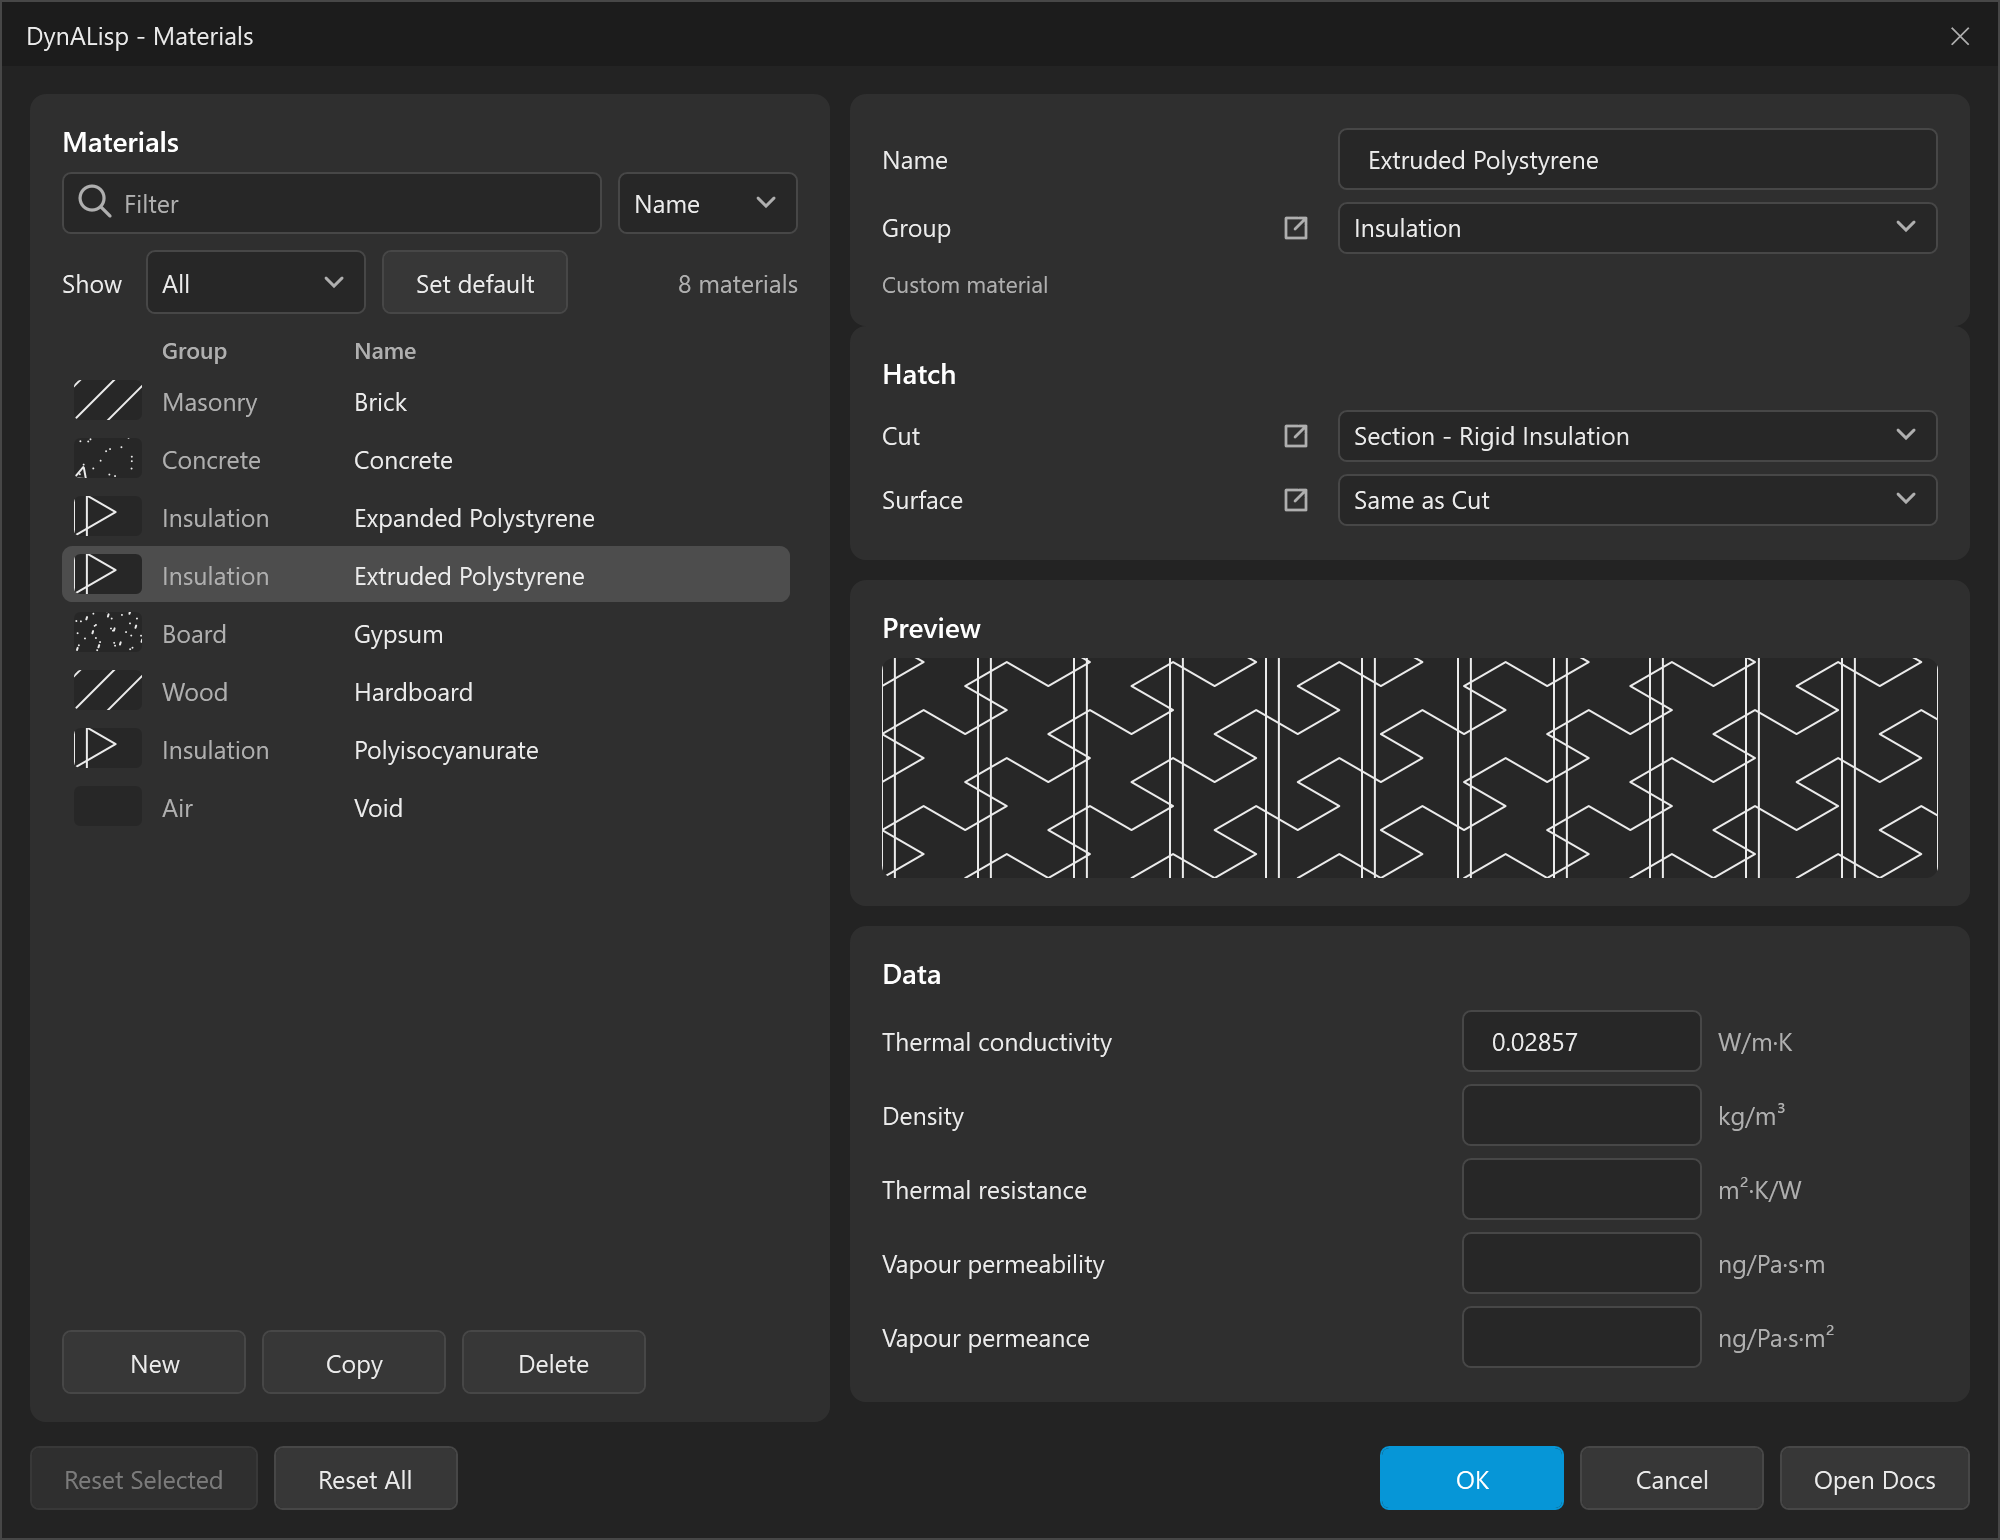 DynALisp - Materials
Materials
Filter
Name
Show
All
Set default
8 materials
Group Name
Masonry Brick
Concrete Concrete
Insulation Expanded Polystyrene
Insulation Extruded Polystyrene
Board Gypsum
Wood Hardboard
Insulation Polyisocyanurate
Air Void
New
Copy
Delete
Reset Selected
Reset All
Name Extruded Polystyrene
Group Insulation
Custom material
Hatch
Cut Section - Rigid Insulation
Surface Same as Cut
Preview
Data
Thermal conductivity 0.02857 W/m·K
Density kg/m³
Thermal resistance m²·K/W
Vapour permeability ng/Pa·s·m
Vapour permeance ng/Pa·s·m²
OK
Cancel
Open Docs